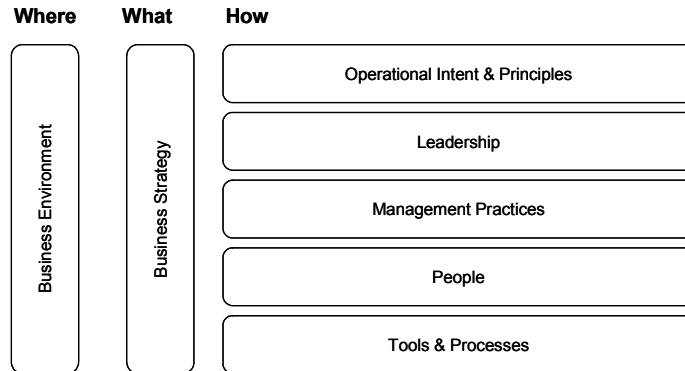 Where What How
Business Environment
Business Strategy
Operational Intent & Principles
Leadership
Management Practices
People
Tools & Processes